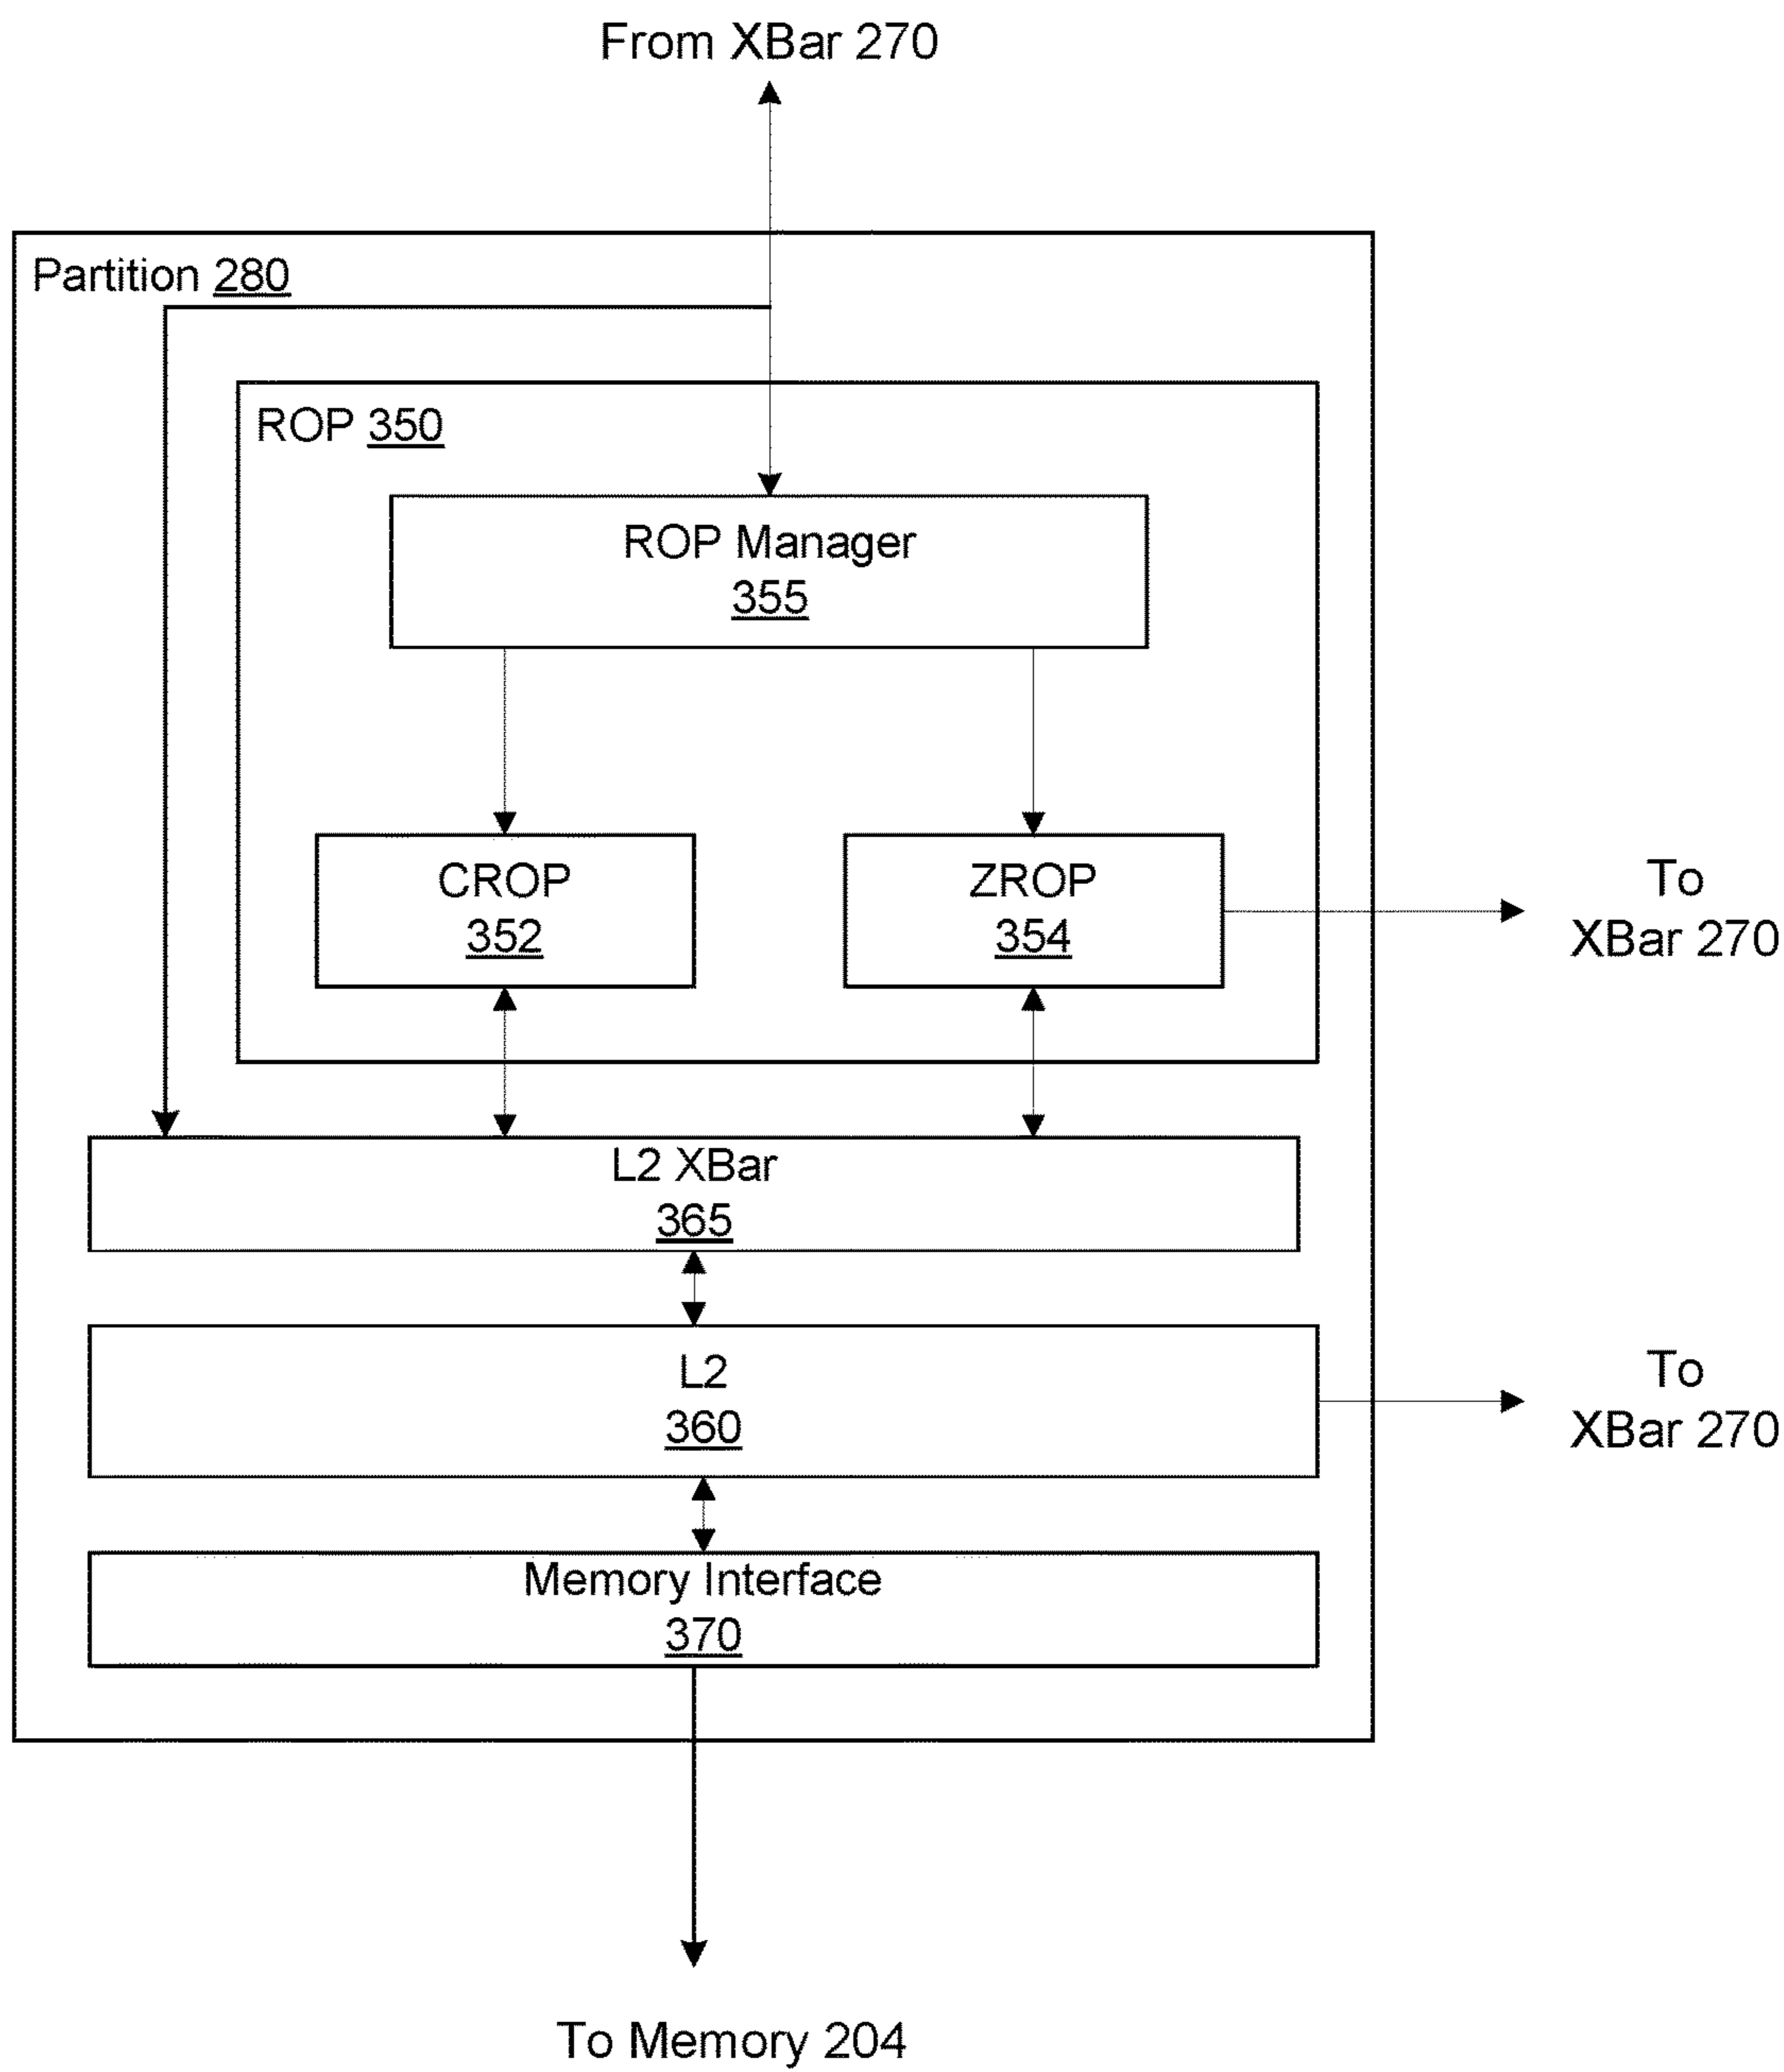 From XBar 270
Partition 280
ROP 350
ROP Manager
355
CROP
352
ZROP
354
To
XBar 270
L2 XBar
365
L2
360
To
XBar 270
Memory Interface
370
To Memory 204